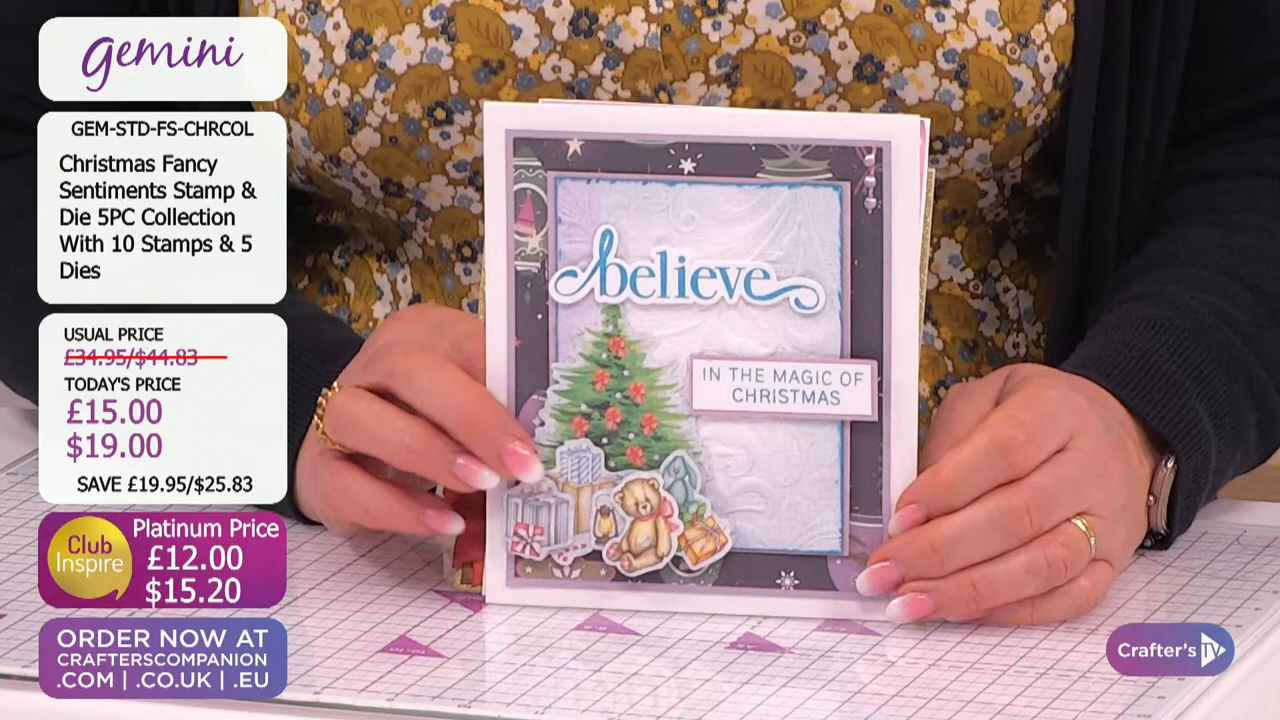 gemini
GEM-STD-FS-CHRCOL
Christmas Fancy
Sentiments Stamp &
Die 5PC Collection
With 10 Stamps & 5
Dies
USUAL PRICE
£34.95/$44.83
TODAY'S PRICE
£15.00
$19.00
SAVE £19.95/$25.83
Club
Inspire
Platinum Price
£12.00
$15.20
ORDER NOW AT
CRAFTERSCOMPANION
.COM | .CO.UK | .EU
believe
IN THE MAGIC OF
CHRISTMAS
Crafter's TV